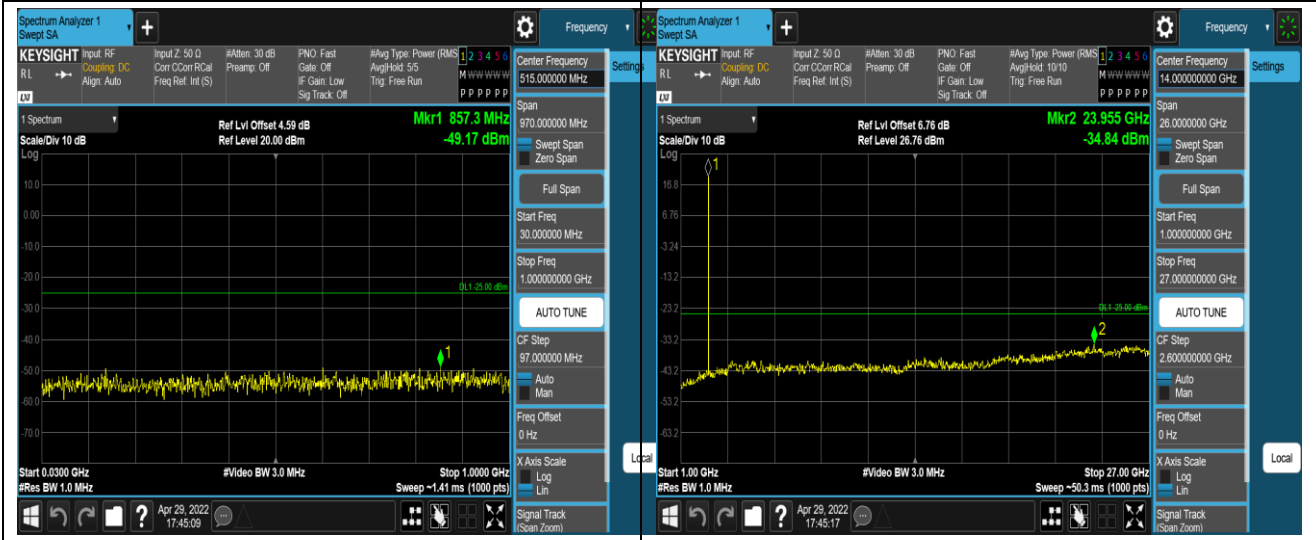 Spectrum Analyzer 1
Swept SA
Frequency
KEYSIGHT Input: RF
RL Coupling: DC
Align: Auto
LXI
Input Z: 50 Ω
Corr CCorr RCal
Freq Ref: Int (S)
#Atten: 30 dB
Preamp: Off
PNO: Fast
Gate: Off
IF Gain: Low
Sig Track: Off
#Avg Type: Power (RMS
Avg|Hold: 5/5
Trig: Free Run
1 2 3 4 5 6
M W W W W W
P P P P P P
Center Frequency
515.000000 MHz
Settings
1 Spectrum
Scale/Div 10 dB
Log
Ref Lvl Offset 4.59 dB
Ref Level 20.00 dBm
Mkr1 857.3 MHz
-49.17 dBm
10.0
0.00
-10.0
-20.0
-30.0
-40.0
-50.0
-60.0
-70.0
DL1 -25.00 dBm
1
Start 0.0300 GHz
#Res BW 1.0 MHz
#Video BW 3.0 MHz
Stop 1.0000 GHz
Sweep ~1.41 ms (1000 pts)
Span
970.000000 MHz
Swept Span
Zero Span
Full Span
Start Freq
30.000000 MHz
Stop Freq
1.000000000 GHz
AUTO TUNE
CF Step
97.000000 MHz
Auto
Man
Freq Offset
0 Hz
X Axis Scale
Log
Lin
Signal Track
(Span Zoom)
Local
?
Apr 29, 2022
17:45:09
Spectrum Analyzer 1
Swept SA
Frequency
KEYSIGHT Input: RF
RL Coupling: DC
Align: Auto
LXI
Input Z: 50 Ω
Corr CCorr RCal
Freq Ref: Int (S)
#Atten: 30 dB
Preamp: Off
PNO: Fast
Gate: Off
IF Gain: Low
Sig Track: Off
#Avg Type: Power (RMS
Avg|Hold: 10/10
Trig: Free Run
1 2 3 4 5 6
M W W W W W
P P P P P P
Center Frequency
14.000000000 GHz
Settings
1 Spectrum
Scale/Div 10 dB
Log
Ref Lvl Offset 6.76 dB
Ref Level 26.76 dBm
Mkr2 23.955 GHz
-34.84 dBm
1
16.8
6.76
-3.24
-13.2
-23.2
-33.2
-43.2
-53.2
-63.2
DL1 -25.00 dBm
2
Start 1.00 GHz
#Res BW 1.0 MHz
#Video BW 3.0 MHz
Stop 27.00 GHz
Sweep ~50.3 ms (1000 pts)
Span
26.0000000 GHz
Swept Span
Zero Span
Full Span
Start Freq
1.000000000 GHz
Stop Freq
27.000000000 GHz
AUTO TUNE
CF Step
2.600000000 GHz
Auto
Man
Freq Offset
0 Hz
X Axis Scale
Log
Lin
Signal Track
(Span Zoom)
Local
?
Apr 29, 2022
17:45:17